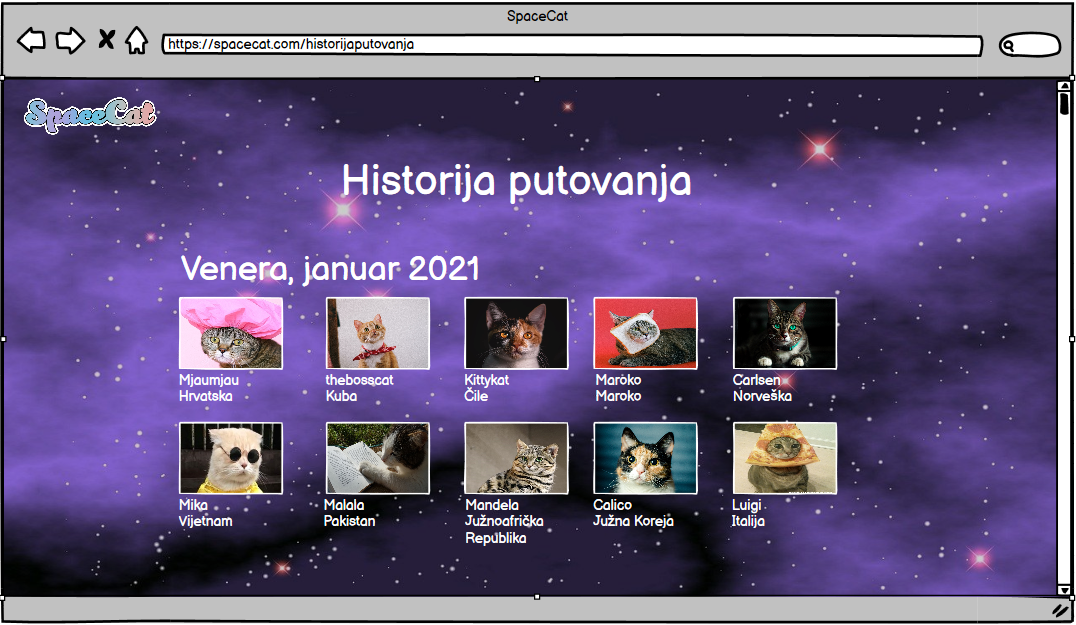 SpaceCat
https://spacecat.com/historijaputovanja
SpaceCat
Historija putovanja
Venera, januar 2021
Mjaumjau
Hrvatska
thebosscat
Kuba
Kittykat
Čile
Maroko
Maroko
Carlsen
Norveška
Mika
Vijetnam
Malala
Pakistan
Mandela
Južnoafrička
Republika
Calico
Južna Koreja
Luigi
Italija